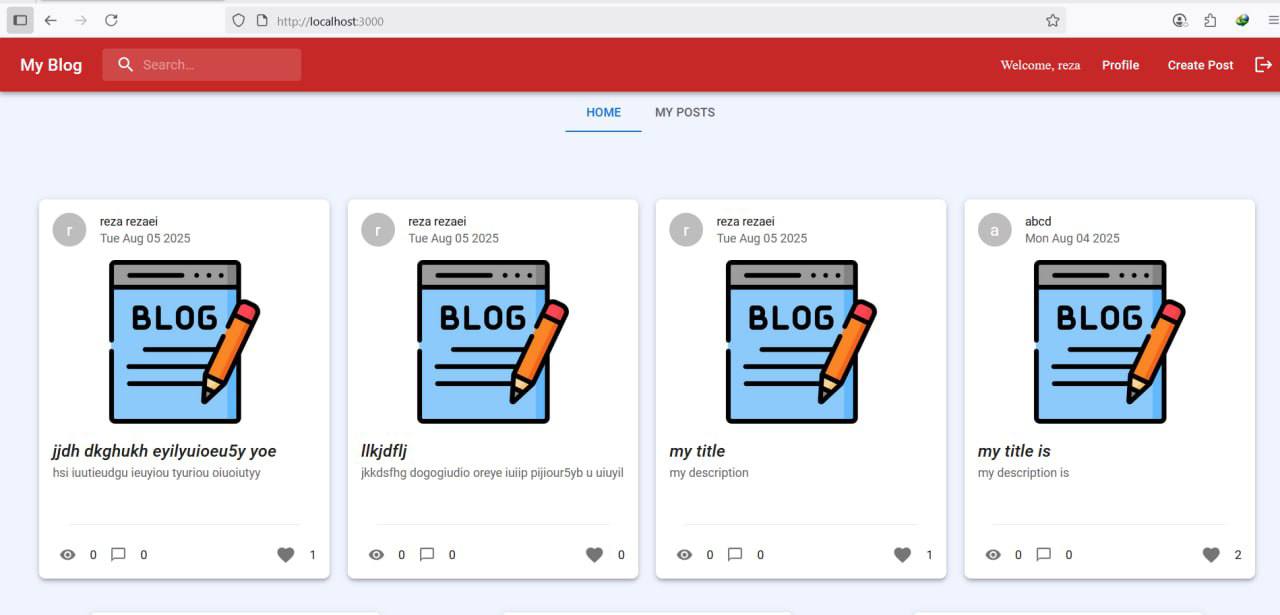 http://localhost:3000
My Blog Search... Welcome, reza Profile Create Post
HOME MY POSTS
r reza rezaei
Tue Aug 05 2025
BLOG
jjdh dkghukh eyilyuioeu5y yoe
hsi iuutieudgu ieuyiou tyuriou oiuoiutyy
0 0 1
r reza rezaei
Tue Aug 05 2025
BLOG
llkjdflj
jkkdsfhg dogogiudio oreye iuiip pijiour5yb u uiuyil
0 0 0
r reza rezaei
Tue Aug 05 2025
BLOG
my title
my description
0 0 1
a abcd
Mon Aug 04 2025
BLOG
my title is
my description is
0 0 2